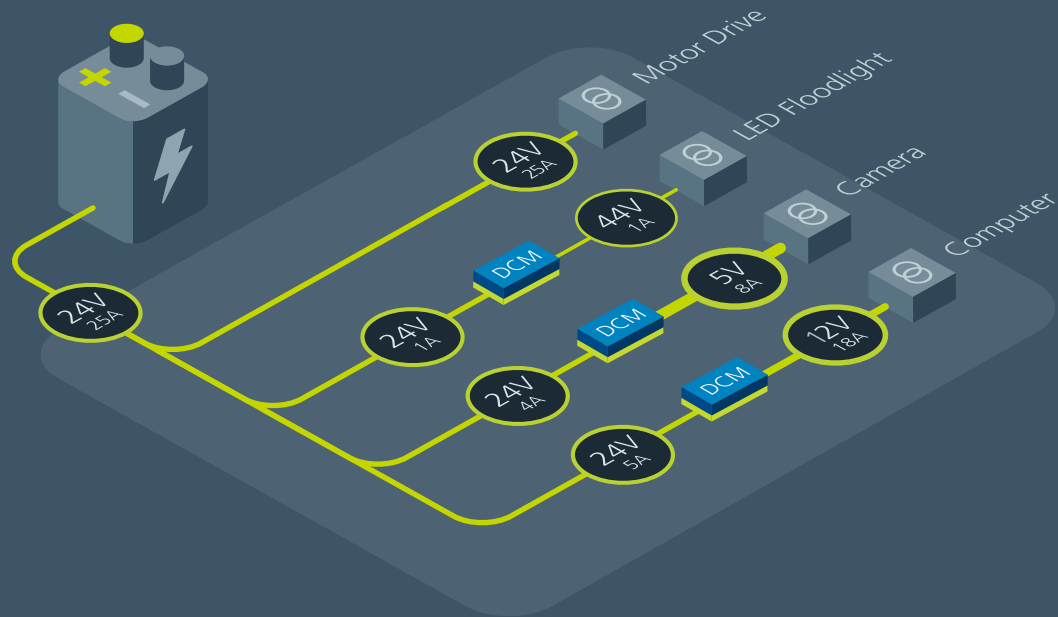 Motor Drive
24V
25A
LED Floodlight
44V
1A
Camera
DCM
5V
8A
Computer
24V
25A
24V
1A
DCM
12V
18A
24V
4A
DCM
24V
5A